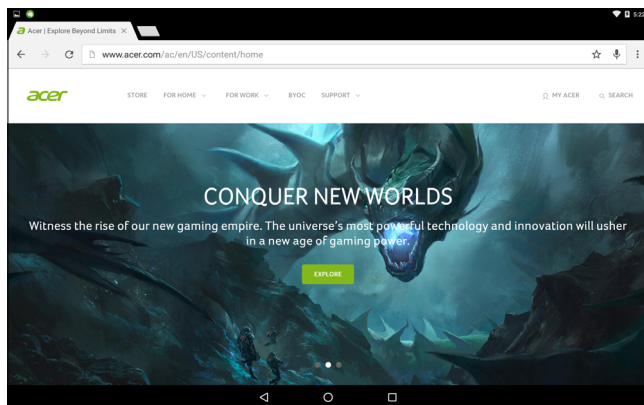 5:22
Acer | Explore Beyond Limits
www.acer.com/ac/en/US/content/home
acer
STORE FOR HOME FOR WORK BYOC SUPPORT MY ACER SEARCH
CONQUER NEW WORLDS
Witness the rise of our new gaming empire. The universe's most powerful technology and innovation will usher
in a new age of gaming power.
EXPLORE